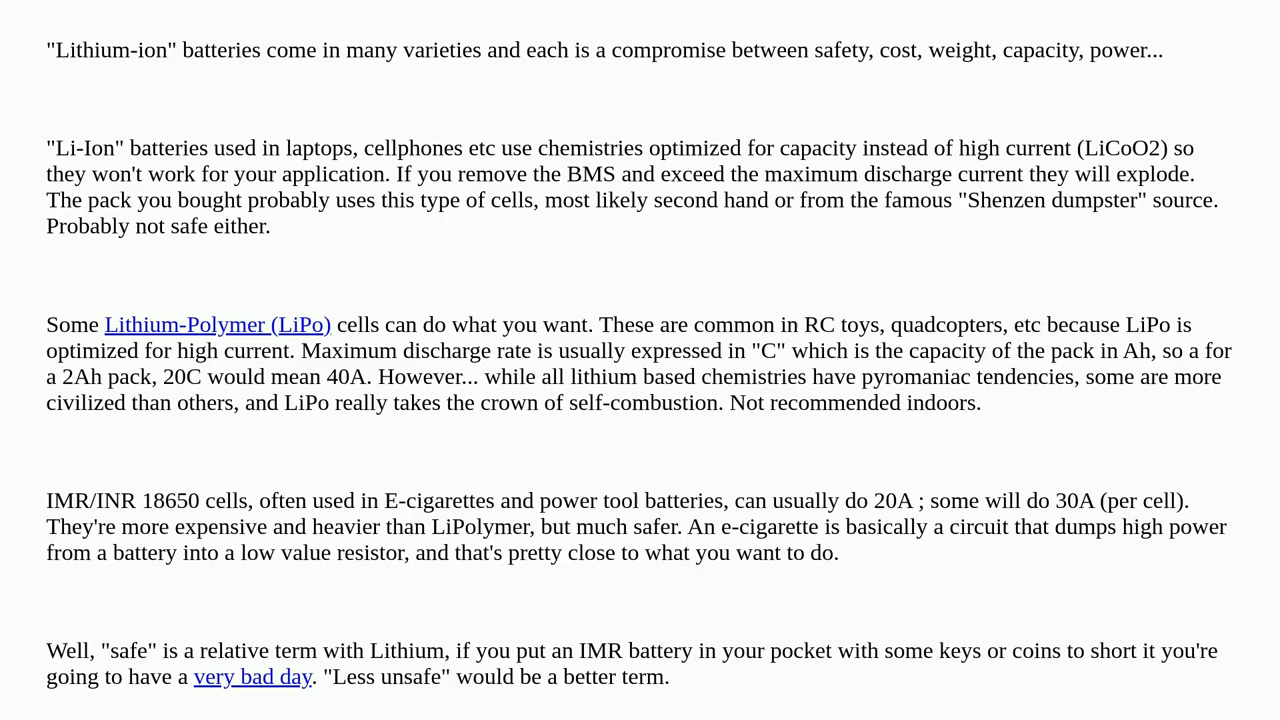 "Lithium-ion" batteries come in many varieties and each is a compromise between safety, cost, weight, capacity, power...
"Li-Ion" batteries used in laptops, cellphones etc use chemistries optimized for capacity instead of high current (LiCoO2) so
they won't work for your application. If you remove the BMS and exceed the maximum discharge current they will explode.
The pack you bought probably uses this type of cells, most likely second hand or from the famous "Shenzen dumpster" source.
Probably not safe either.
Some Lithium-Polymer (LiPo) cells can do what you want. These are common in RC toys, quadcopters, etc because LiPo is
optimized for high current. Maximum discharge rate is usually expressed in "C" which is the capacity of the pack in Ah, so a for
a 2Ah pack, 20C would mean 40A. However... while all lithium based chemistries have pyromaniac tendencies, some are more
civilized than others, and LiPo really takes the crown of self-combustion. Not recommended indoors.
IMR/INR 18650 cells, often used in E-cigarettes and power tool batteries, can usually do 20A ; some will do 30A (per cell).
They're more expensive and heavier than LiPolymer, but much safer. An e-cigarette is basically a circuit that dumps high power
from a battery into a low value resistor, and that's pretty close to what you want to do.
Well, "safe" is a relative term with Lithium, if you put an IMR battery in your pocket with some keys or coins to short it you're
going to have a very bad day. "Less unsafe" would be a better term.